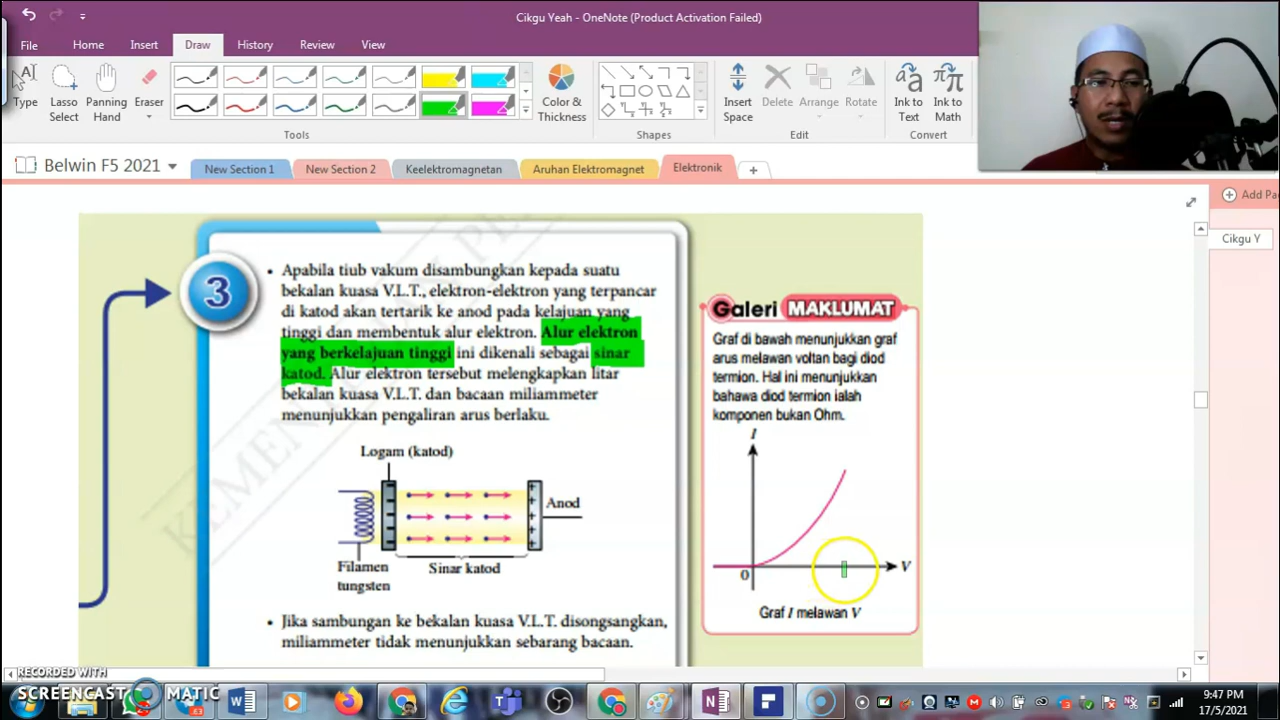 Cikgu Yeah - OneNote (Product Activation Failed)
File Home Insert Draw History Review View
Type
Lasso Select
Panning Hand
Eraser
Color & Thickness
Insert Space
Delete
Arrange
Rotate
Ink to Text
Ink to Math
Tools
Shapes
Edit
Convert
Belwin F5 2021
New Section 1
New Section 2
Keelektromagnetan
Aruhan Elektromagnet
Elektronik
Add Pa
Cikgu Y
3
• Apabila tiub vakum disambungkan kepada suatu
bekalan kuasa V.L.T., elektron-elektron yang terpancar
di katod akan tertarik ke anod pada kelajuan yang
tinggi dan membentuk alur elektron. Alur elektron
yang berkelajuan tinggi ini dikenali sebagai sinar
katod. Alur elektron tersebut melengkapkan litar
bekalan kuasa V.L.T. dan bacaan miliammeter
menunjukkan pengaliran arus berlaku.
Logam (katod)
Anod
Filamen
tungsten
Sinar katod
• Jika sambungan ke bekalan kuasa V.L.T. disongsangkan,
miliammeter tidak menunjukkan sebarang bacaan.
Galeri MAKLUMAT
Graf di bawah menunjukkan graf
arus melawan voltan bagi diod
termion. Hal ini menunjukkan
bahawa diod termion ialah
komponen bukan Ohm.
I
0
V
Graf I melawan V
RECORDED WITH
SCREENCAST MATIC
9:47 PM
17/5/2021